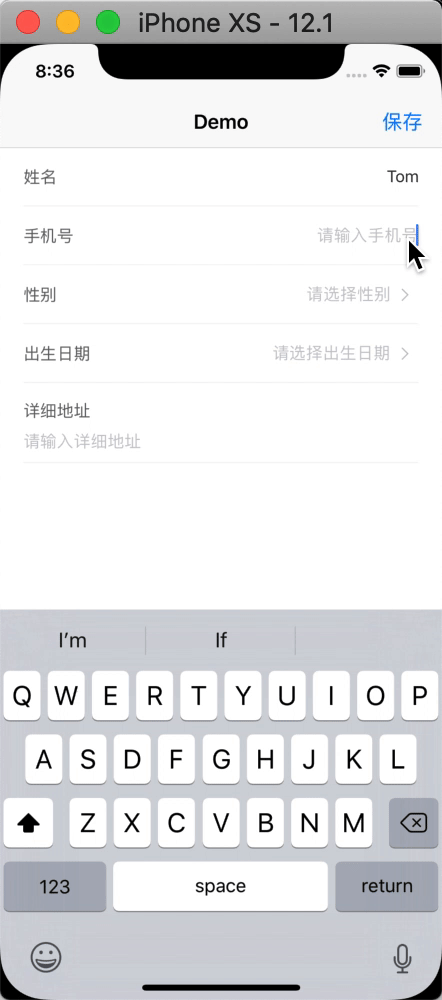 iPhone XS - 12.1
8:36
Demo
保存
姓名
Tom
手机号
请输入手机号
性别
请选择性别
出生日期
请选择出生日期
详细地址
请输入详细地址
I’m
If
Q W E R T Y U I O P
A S D F G H J K L
Z X C V B N M
123
space
return